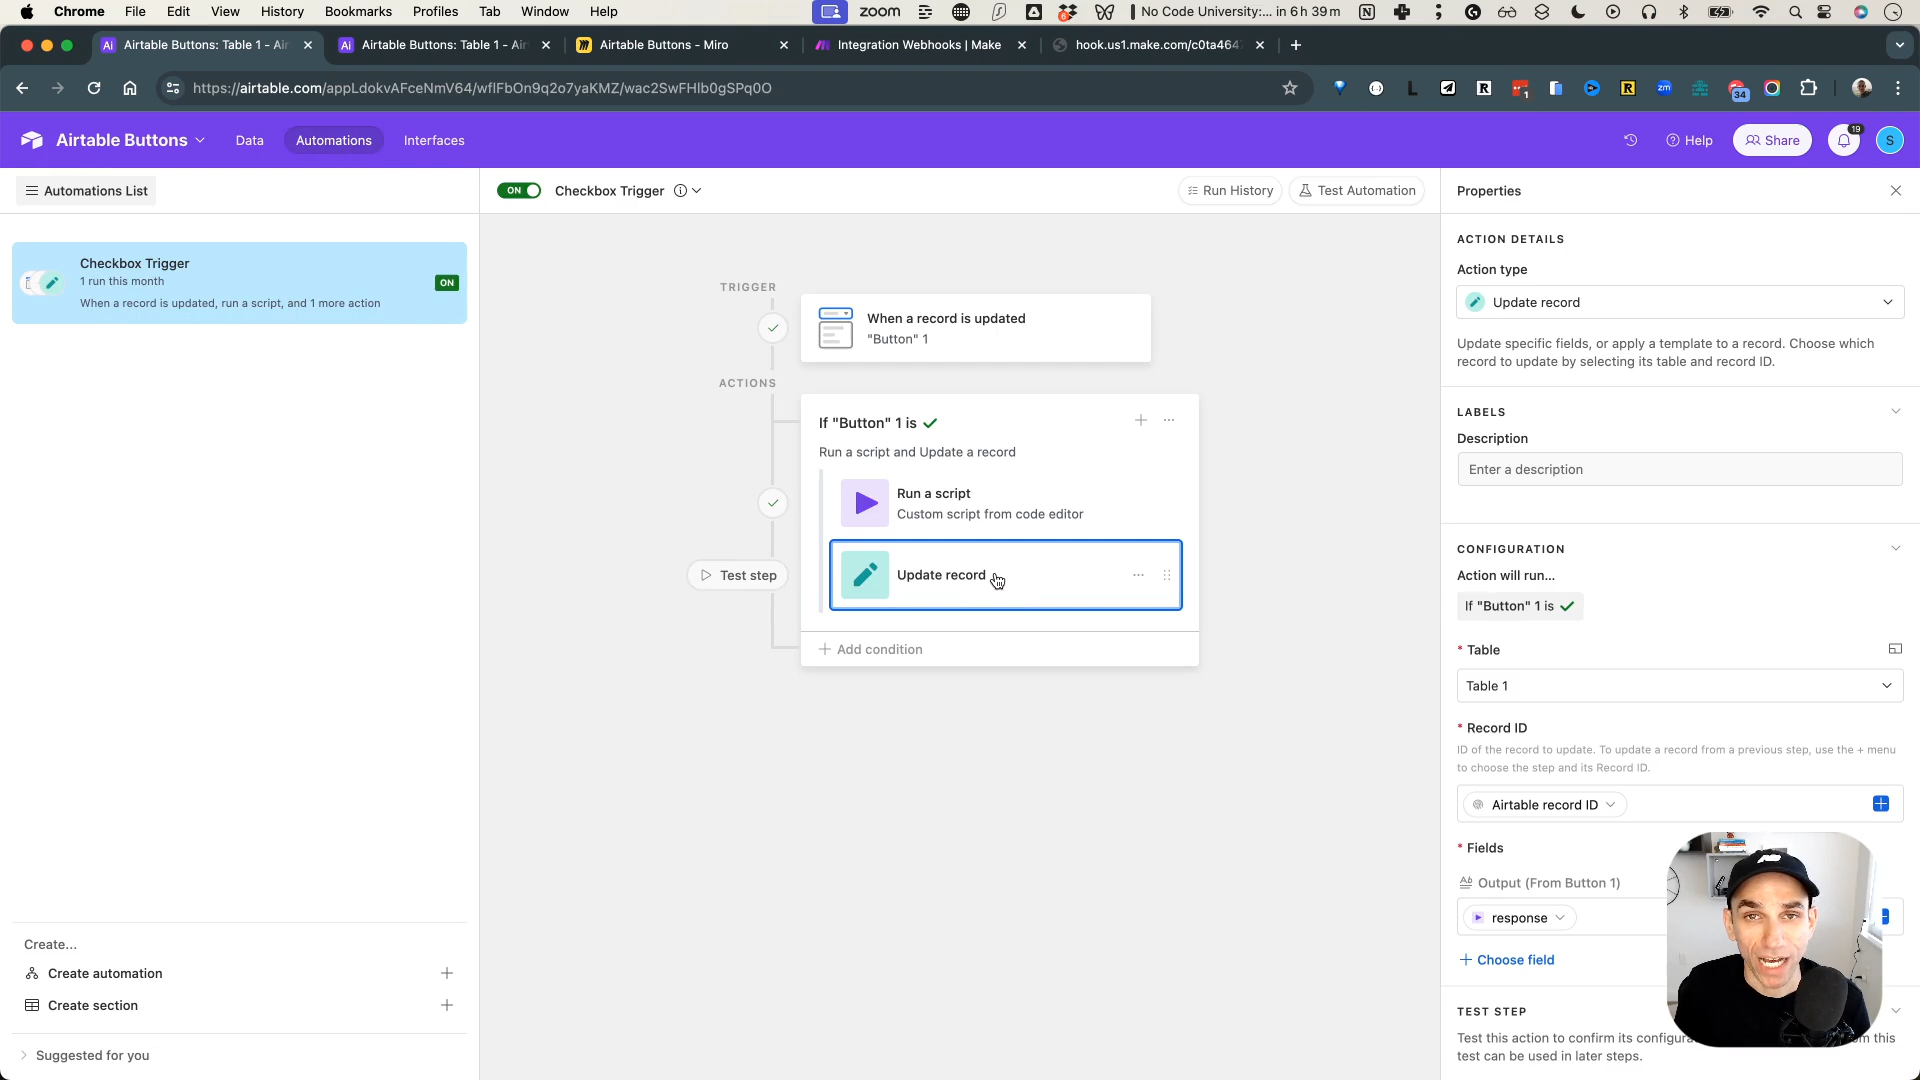 Chrome File Edit View History Bookmarks Profiles Tab Window Help zoom 6 No Code University:... in 6 h 39 m
Airtable Buttons: Table 1 - Air Airtable Buttons: Table 1 - Air Airtable Buttons - Miro Integration Webhooks | Make hook.us1.make.com/c0ta464
https://airtable.com/appLdokvAFceNmV64/wflFbOn9q2o7yaKMZ/wac2SwFHlb0gSPq0O L R 1 R zm 34
Airtable Buttons Data Automations Interfaces Help Share 19 S
Automations List ON Checkbox Trigger Run History Test Automation Properties
Checkbox Trigger
1 run this month
When a record is updated, run a script, and 1 more action
ON
Create...
Create automation
Create section
Suggested for you
TRIGGER
When a record is updated
"Button" 1
ACTIONS
If "Button" 1 is
Run a script and Update a record
Run a script
Custom script from code editor
Test step
Update record
Add condition
ACTION DETAILS
Action type
Update record
Update specific fields, or apply a template to a record. Choose which
record to update by selecting its table and record ID.
LABELS
Description
Enter a description
CONFIGURATION
Action will run...
If "Button" 1 is
* Table
Table 1
* Record ID
ID of the record to update. To update a record from a previous step, use the + menu
to choose the step and its Record ID.
Airtable record ID
* Fields
Output (From Button 1)
response
Choose field
TEST STEP
Test this action to confirm its configura m this
test can be used in later steps.